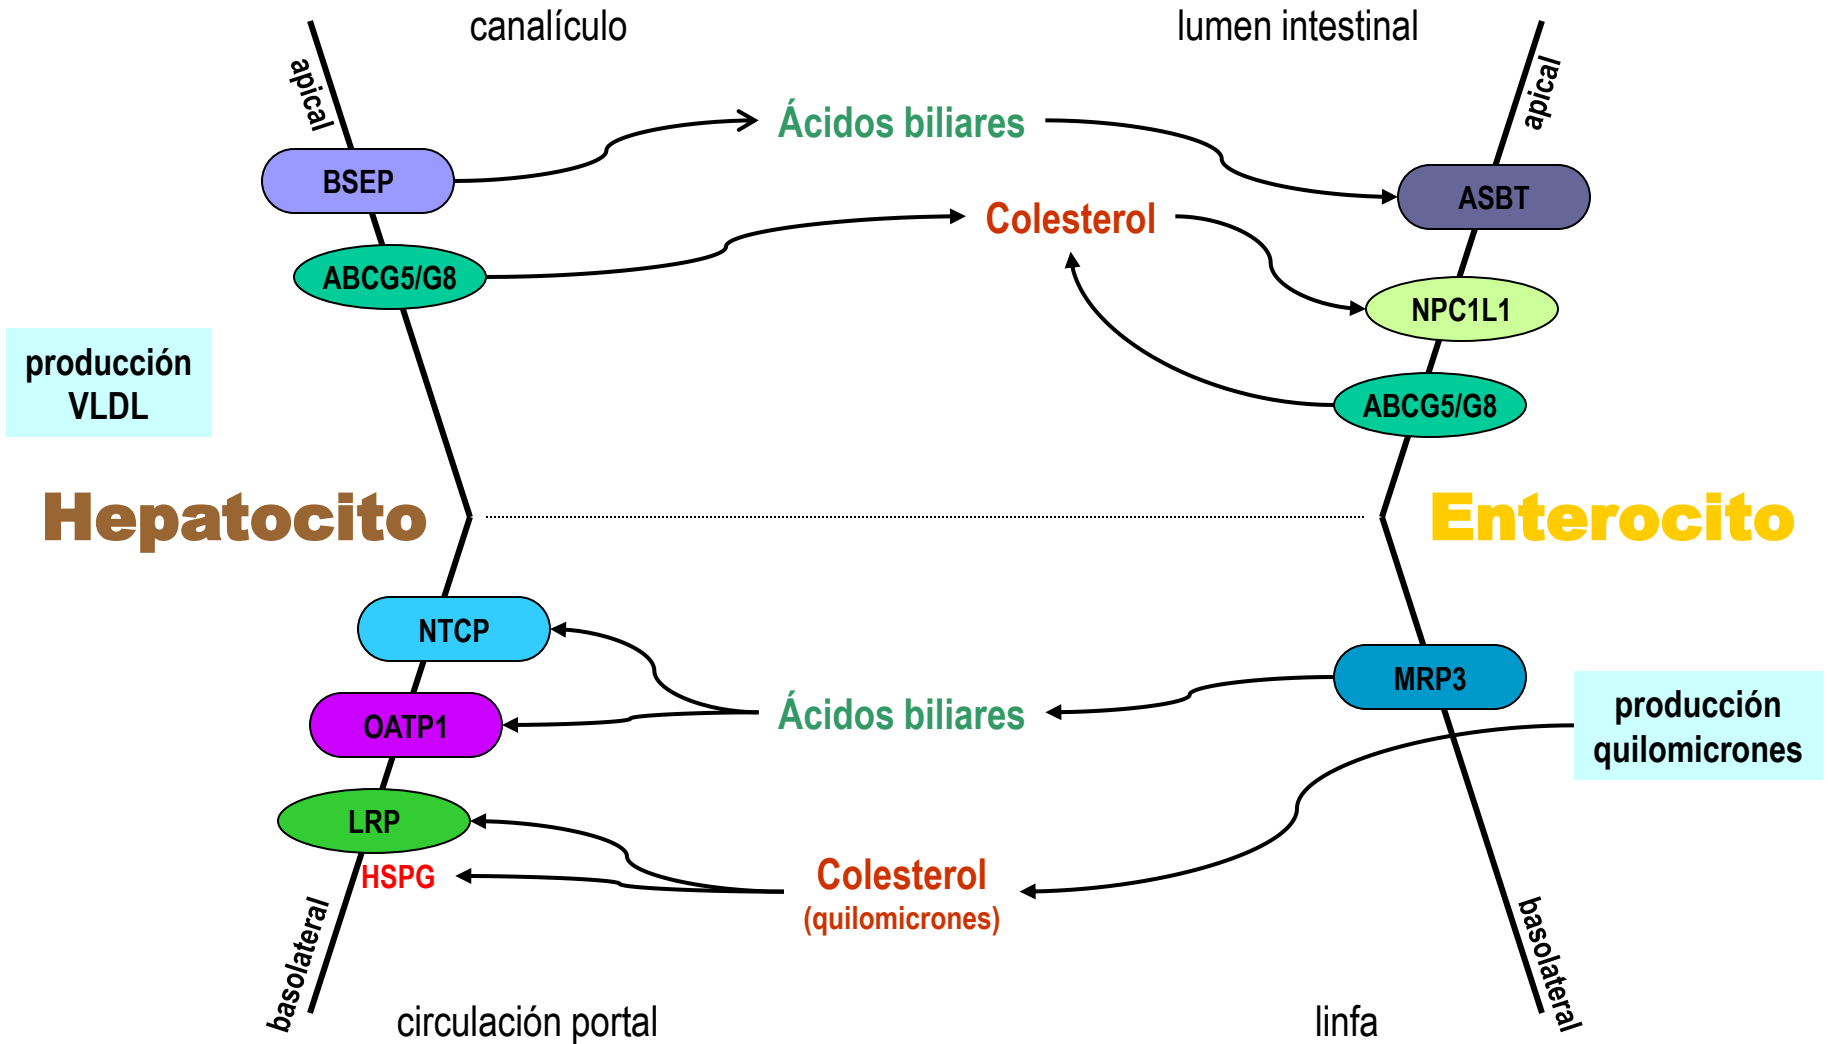 canalículo
lumen intestinal
apical
apical
Ácidos biliares
BSEP
ASBT
Colesterol
ABCG5/G8
NPC1L1
producción
VLDL
ABCG5/G8
Hepatocito
Enterocito
NTCP
MRP3
OATP1
Ácidos biliares
producción
quilomicrones
LRP
HSPG
Colesterol
(quilomicrones)
basolateral
basolateral
circulación portal
linfa